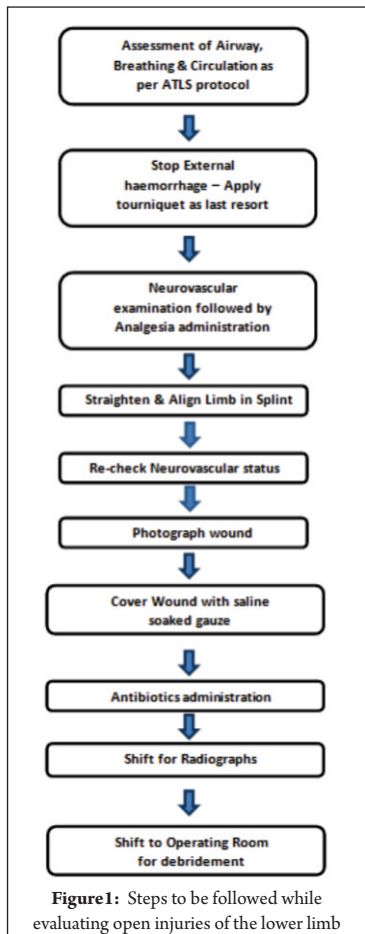 Assessment of Airway,
Breathing & Circulation as
per ATLS protocol
Stop External
haemorrhage – Apply
tourniquet as last resort
Neurovascular
examination followed by
Analgesia administration
Straighten & Align Limb in Splint
Re-check Neurovascular status
Photograph wound
Cover Wound with saline
soaked gauze
Antibiotics administration
Shift for Radiographs
Shift to Operating Room
for debridement
Figure1: Steps to be followed while
evaluating open injuries of the lower limb